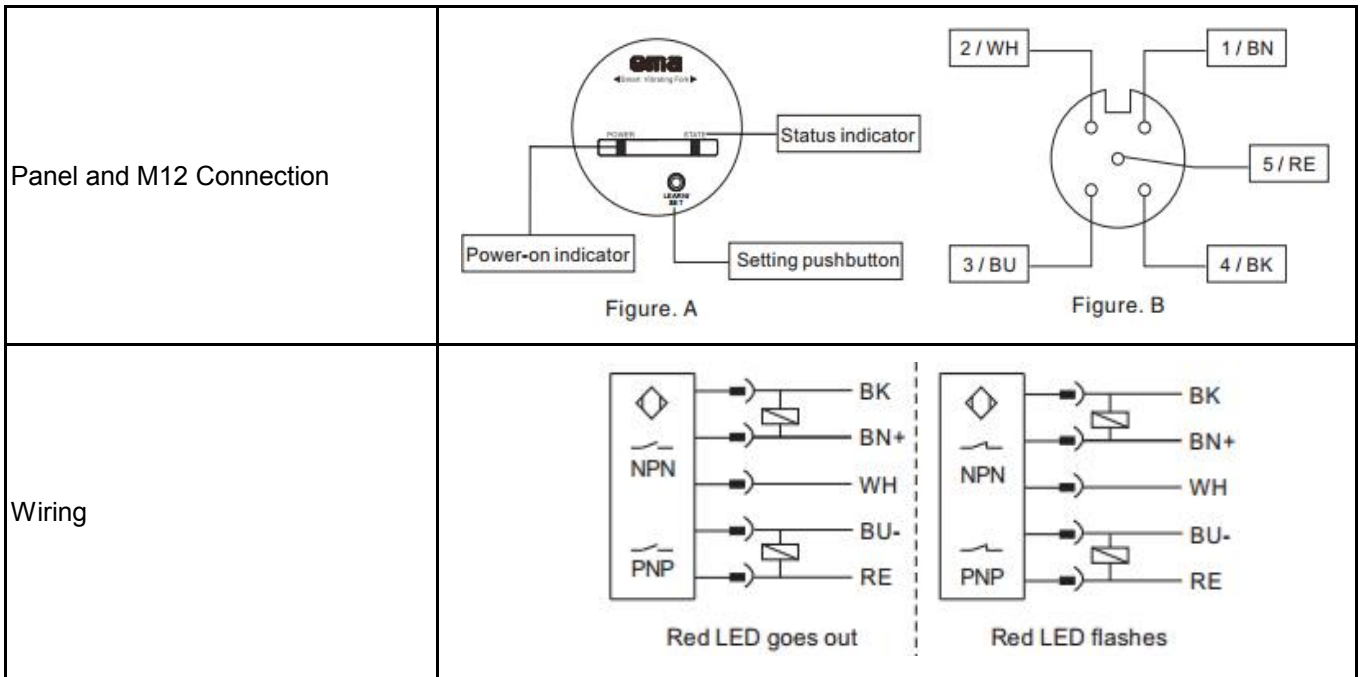 Panel and M12 Connection
ema
◀Smart Vibrating Fork▶
POWER STATE
LEARN/
SET
Status indicator
Power-on indicator
Setting pushbutton
Figure. A
2 / WH
1 / BN
5 / RE
3 / BU
4 / BK
Figure. B
Wiring
NPN
PNP
BK
BN+
WH
BU-
RE
Red LED goes out
NPN
PNP
BK
BN+
WH
BU-
RE
Red LED flashes